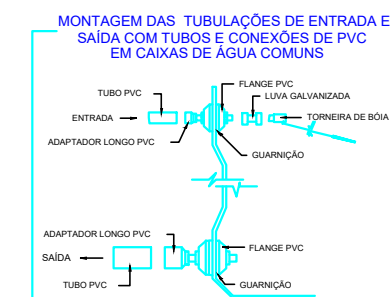 MONTAGEM DAS TUBULAÇÕES DE ENTRADA E
SAÍDA COM TUBOS E CONEXÕES DE PVC
EM CAIXAS DE ÁGUA COMUNS
FLANGE PVC
TUBO PVC
LUVA GALVANIZADA
ENTRADA
TORNEIRA DE BÓIA
ADAPTADOR LONGO PVC
GUARNIÇÃO
ADAPTADOR LONGO PVC
FLANGE PVC
SAÍDA
TUBO PVC
GUARNIÇÃO